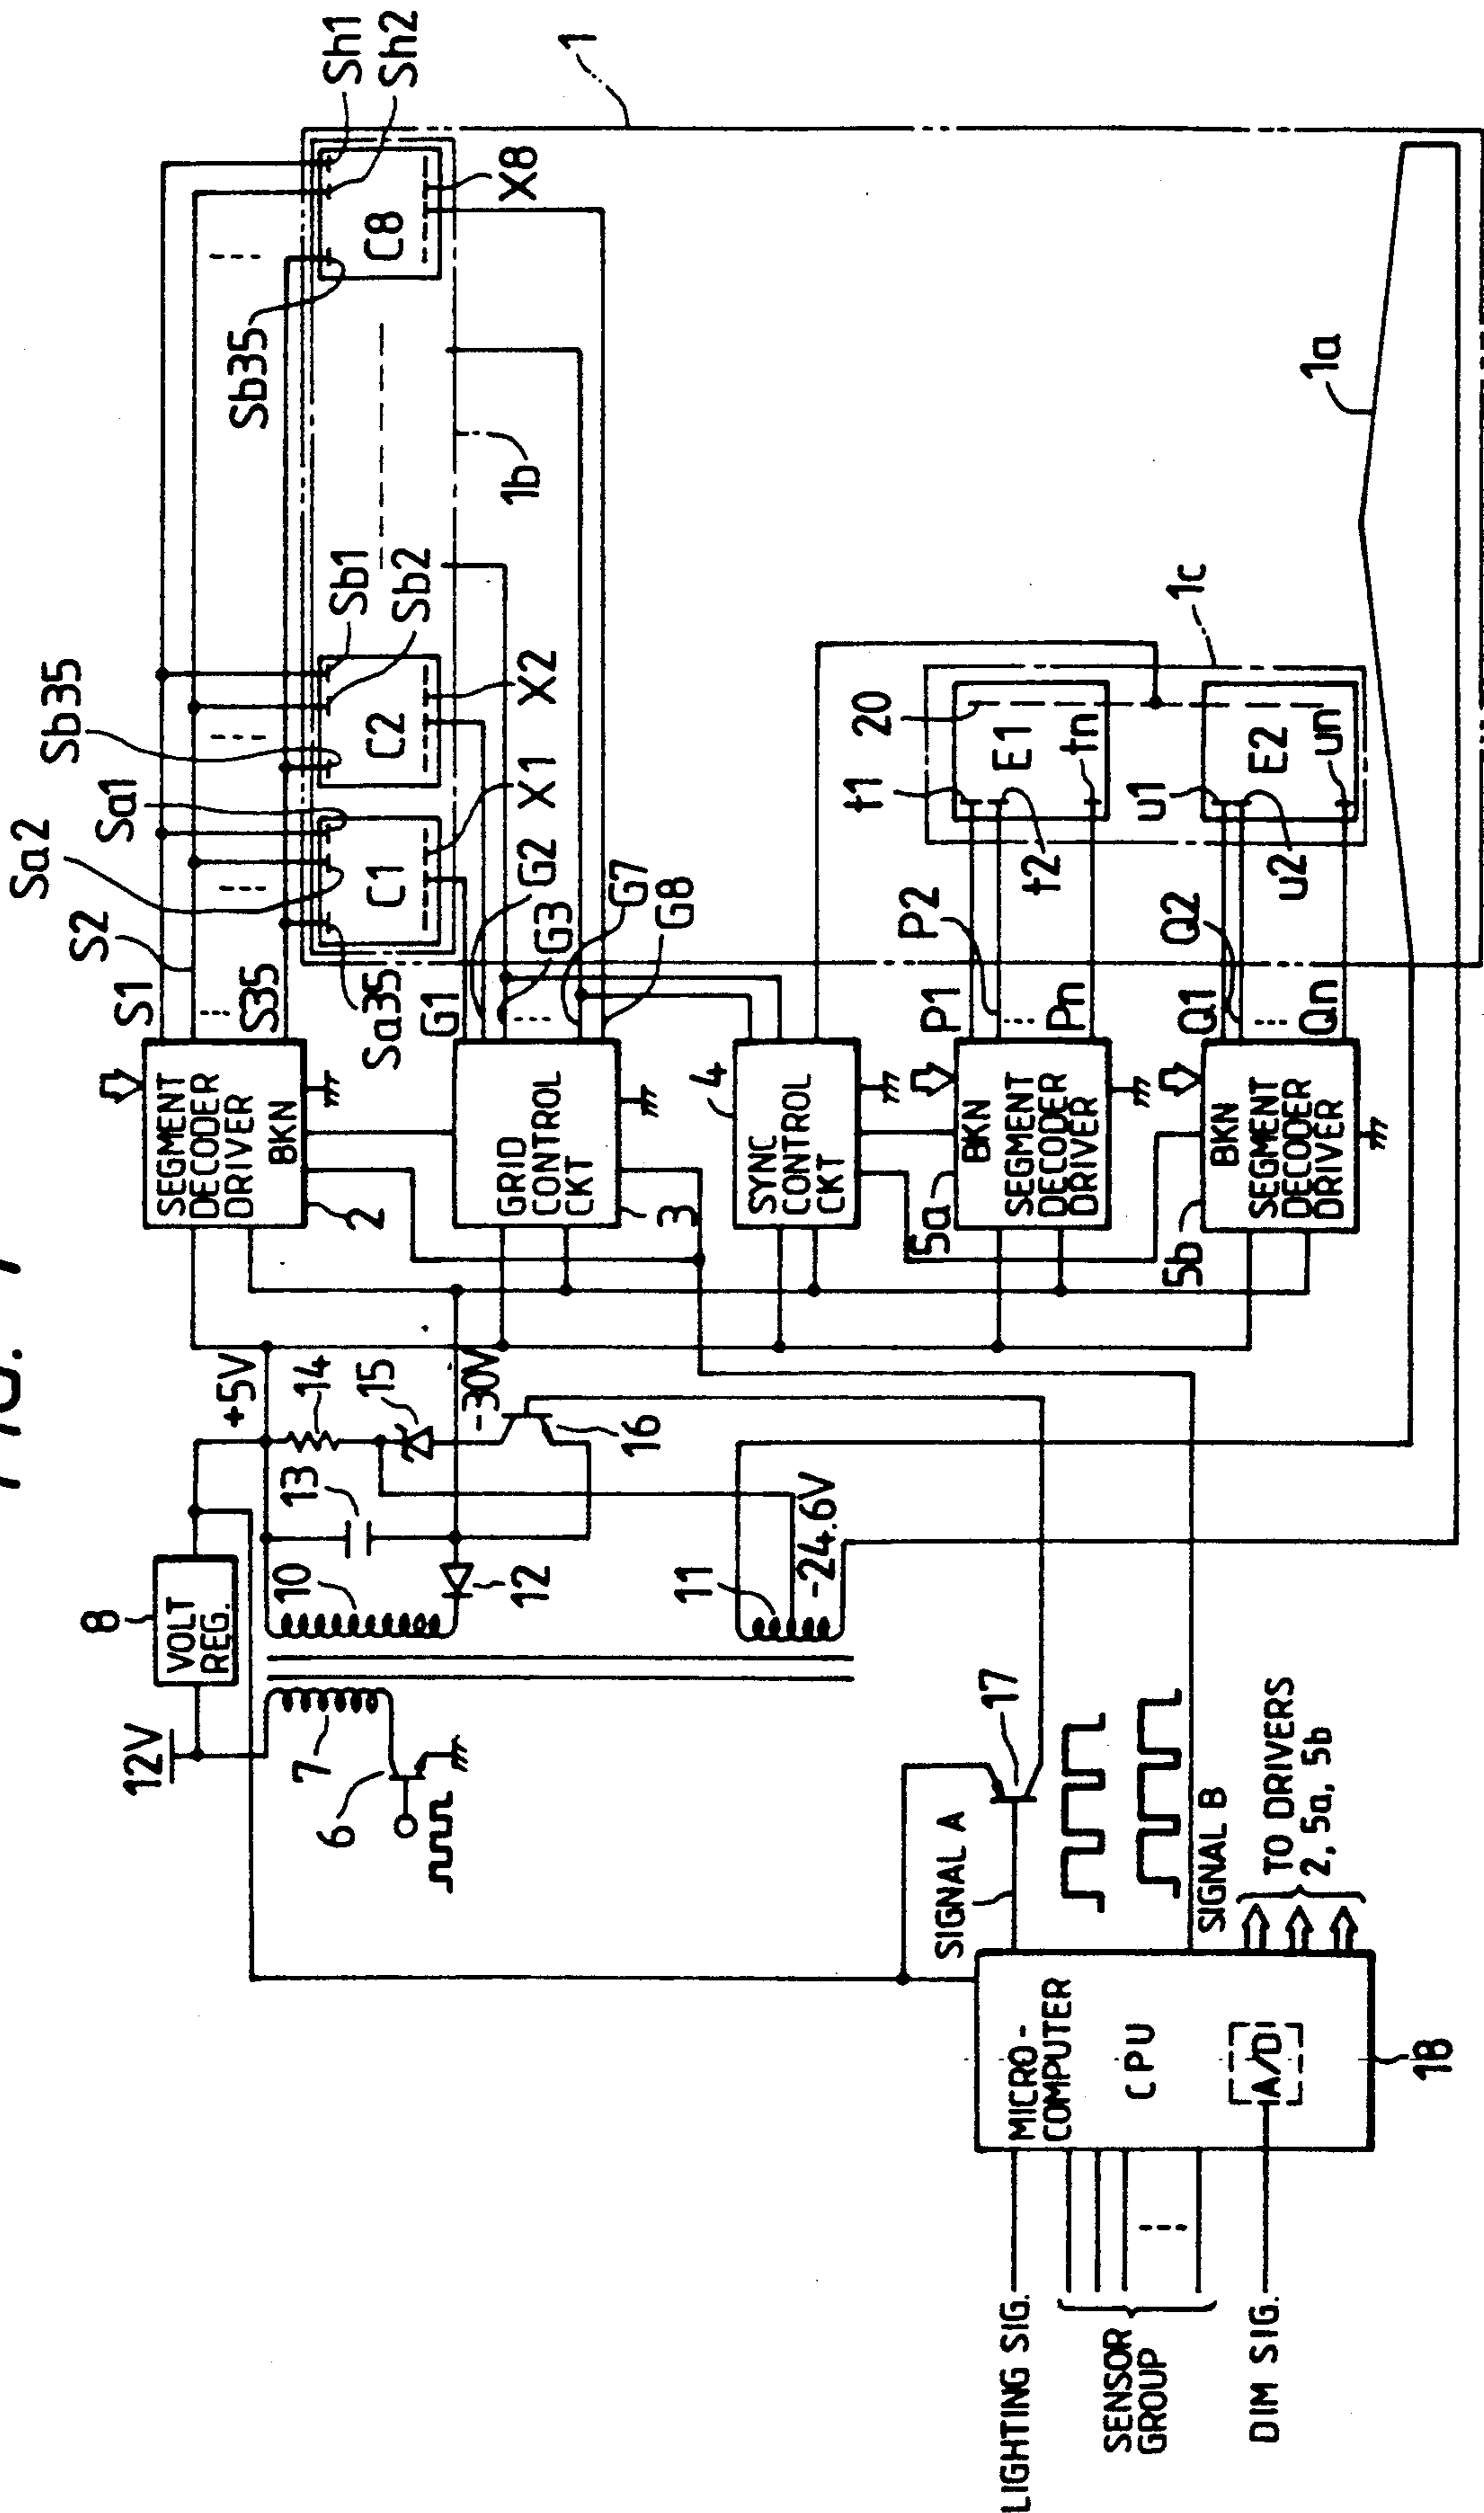 FIG. 1
Sa2
Sa1
Sb35
S2
S1
S35
Sa35
Sb35
Sh1
Sh2
1
SEGMENT
DECODER
DRIVER
BKN
2
C1
C2
C8
Sb1
Sb2
X1
X2
X8
1b
G1
G2
G3
G7
G8
GRID
CONTROL
CKT
3
SYNC
CONTROL
CKT
4
5a
BKN
SEGMENT
DECODER
DRIVER
P1
P2
Pn
t1
t2
tn
20
E1
1c
5b
BKN
SEGMENT
DECODER
DRIVER
Q1
Q2
Qn
u1
u2
un
E2
1a
8
VOLT
REG.
12V
+5V
14
15
13
10
12
-30V
16
11
-24.6V
7
6
17
SIGNAL A
SIGNAL B
TO DRIVERS
2, 5a, 5b
MICRO-
COMPUTER
CPU
A/D
18
LIGHTING SIG.
SENSOR
GROUP
DIM SIG.